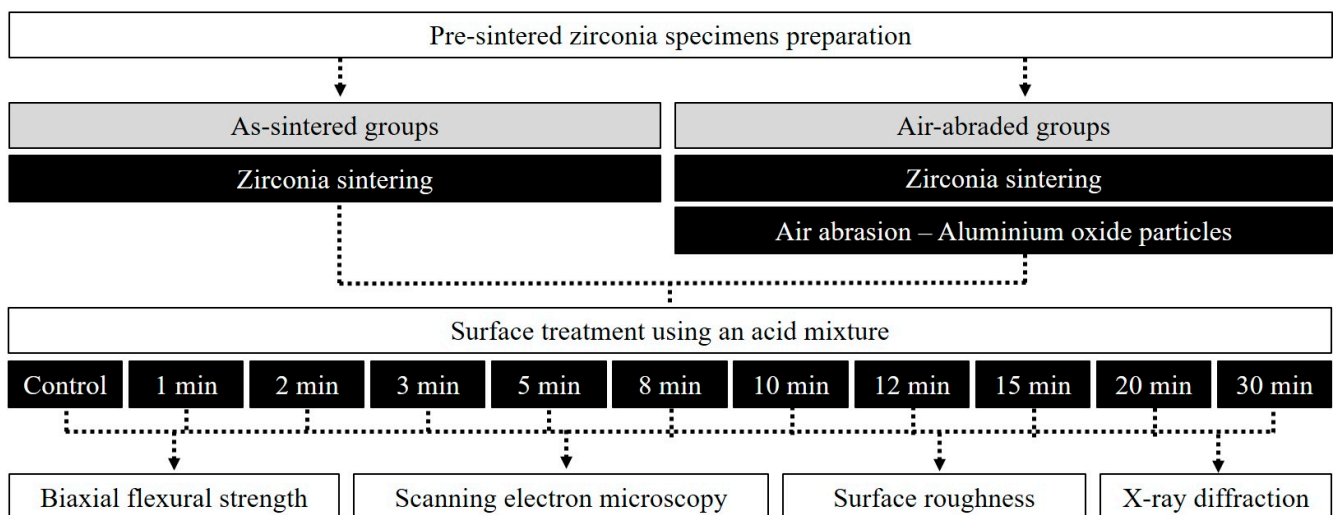 Pre-sintered zirconia specimens preparation
As-sintered groups
Air-abraded groups
Zirconia sintering
Zirconia sintering
Air abrasion – Aluminium oxide particles
Surface treatment using an acid mixture
Control 1 min 2 min 3 min 5 min 8 min 10 min 12 min 15 min 20 min 30 min
Biaxial flexural strength
Scanning electron microscopy
Surface roughness
X-ray diffraction